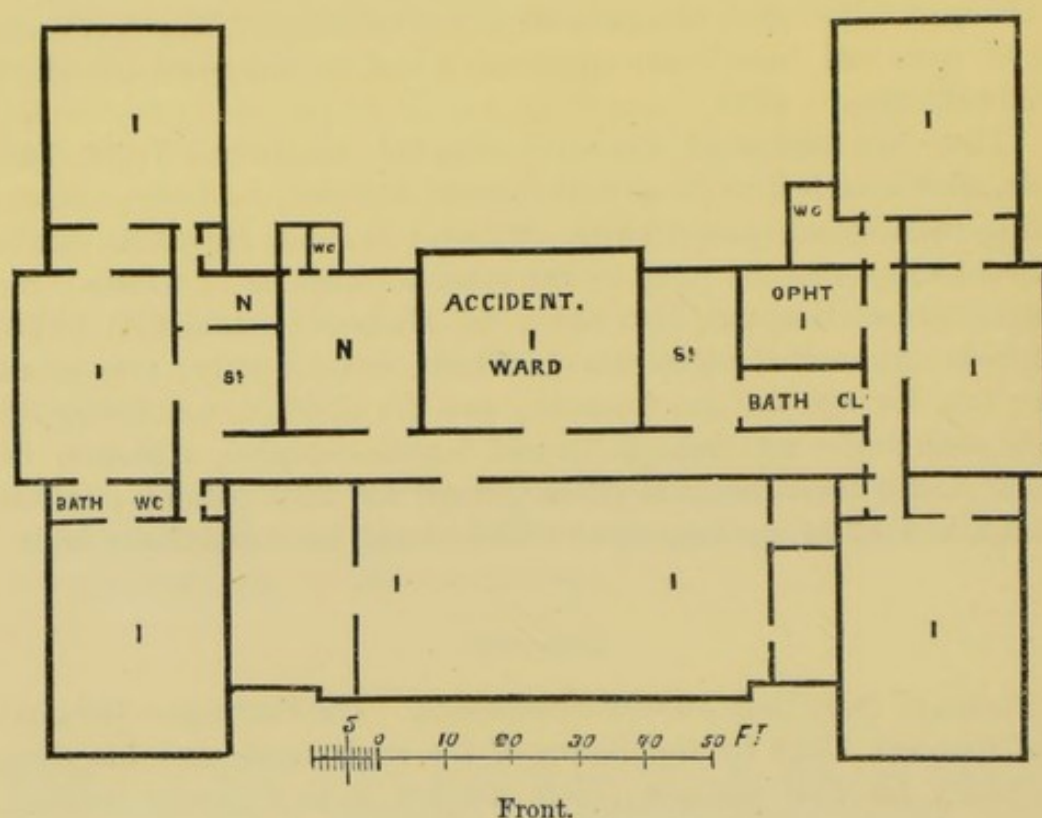 I
I
WC
WC
N
ACCIDENT.
OPHT
I
N
I
WARD
St
I
I
St
I
BATH CL
BATH WC
I
I
I
I
5 0 10 20 30 40 50 FT
Front.